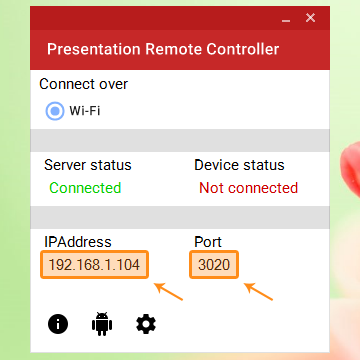 Presentation Remote Controller
Connect over
Wi-Fi
Server status Device status
Connected Not connected
IPAddress Port
192.168.1.104 3020